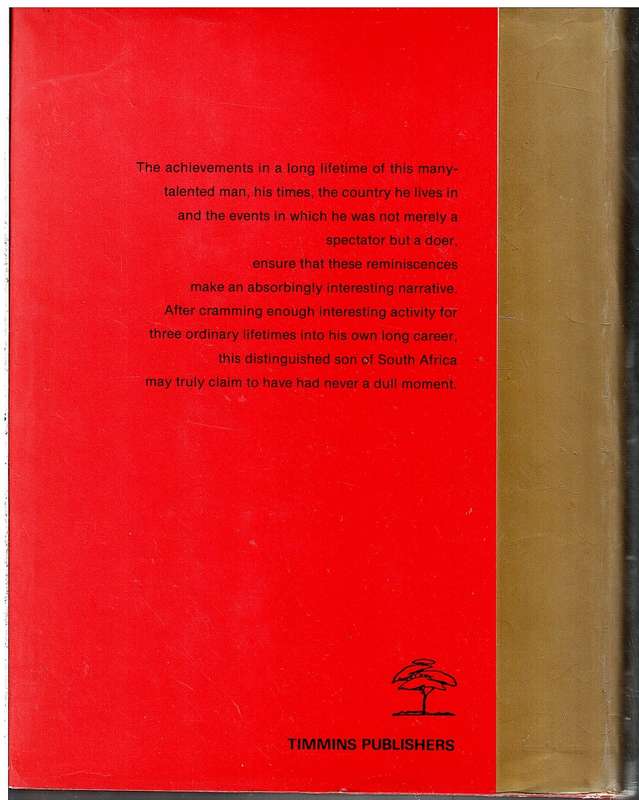 The achievements in a long lifetime of this many-
talented man, his times, the country he lives in
and the events in which he was not merely a
spectator but a doer,
ensure that these reminiscences
make an absorbingly interesting narrative.
After cramming enough interesting activity for
three ordinary lifetimes into his own long career,
this distinguished son of South Africa
may truly claim to have had never a dull moment.
TIMMINS PUBLISHERS